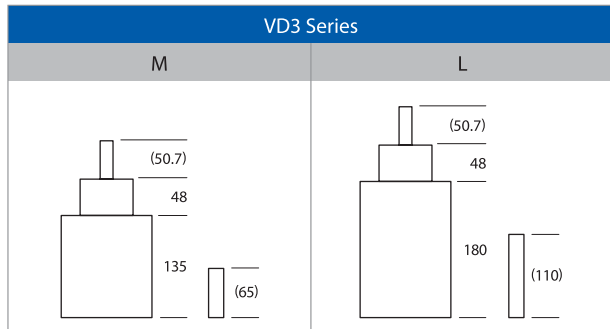 VD3 Series
M
L
(50.7)
48
135
(65)
(50.7)
48
180
(110)